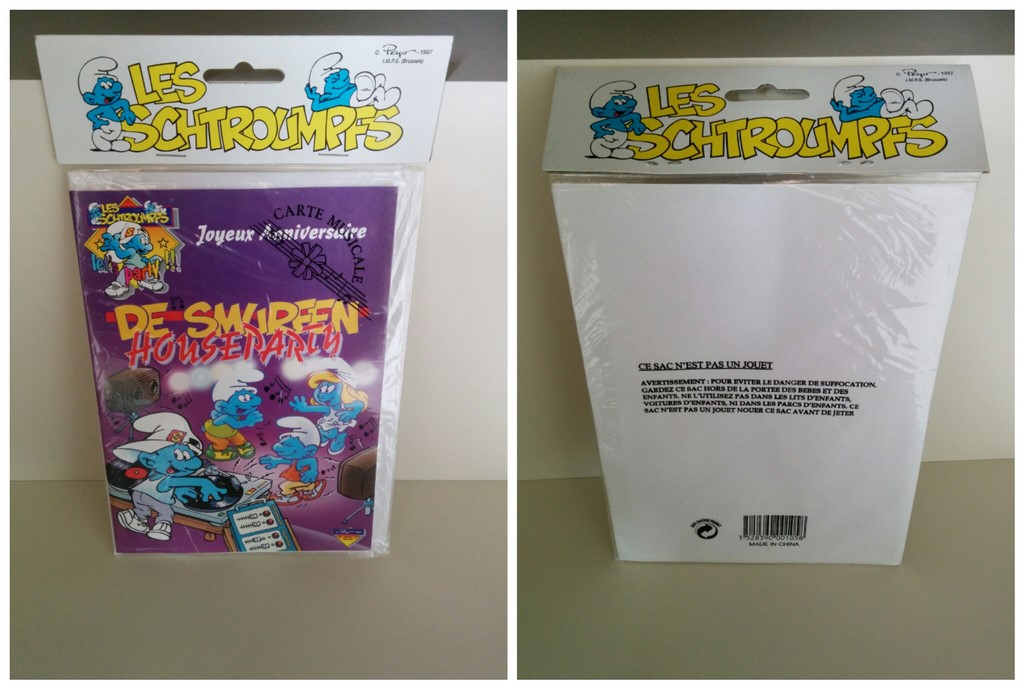 © Peyo - 1997
I.M.P.S. (Brussels)
LES
SCHTROUMPFS
LES
SCHTROUMPFS
let's party !!!
Joyeux Anniversaire
CARTE MUSICALE
DE SMURFEN
HOUSEPARTY
© Peyo - 1997
I.M.P.S. (Brussels)
LES
SCHTROUMPFS
CE SAC N'EST PAS UN JOUET
AVERTISSEMENT : POUR EVITER LE DANGER DE SUFFOCATION,
GARDEZ CE SAC HORS DE LA PORTEE DES BEBES ET DES
ENFANTS. NE L'UTILISEZ PAS DANS LES LITS D'ENFANTS,
VOITURES D'ENFANTS, NI DANS LES PARCS D'ENFANTS. CE
SAC N'EST PAS UN JOUET NOUER CE SAC AVANT DE JETER
3 528390 001058
MADE IN CHINA